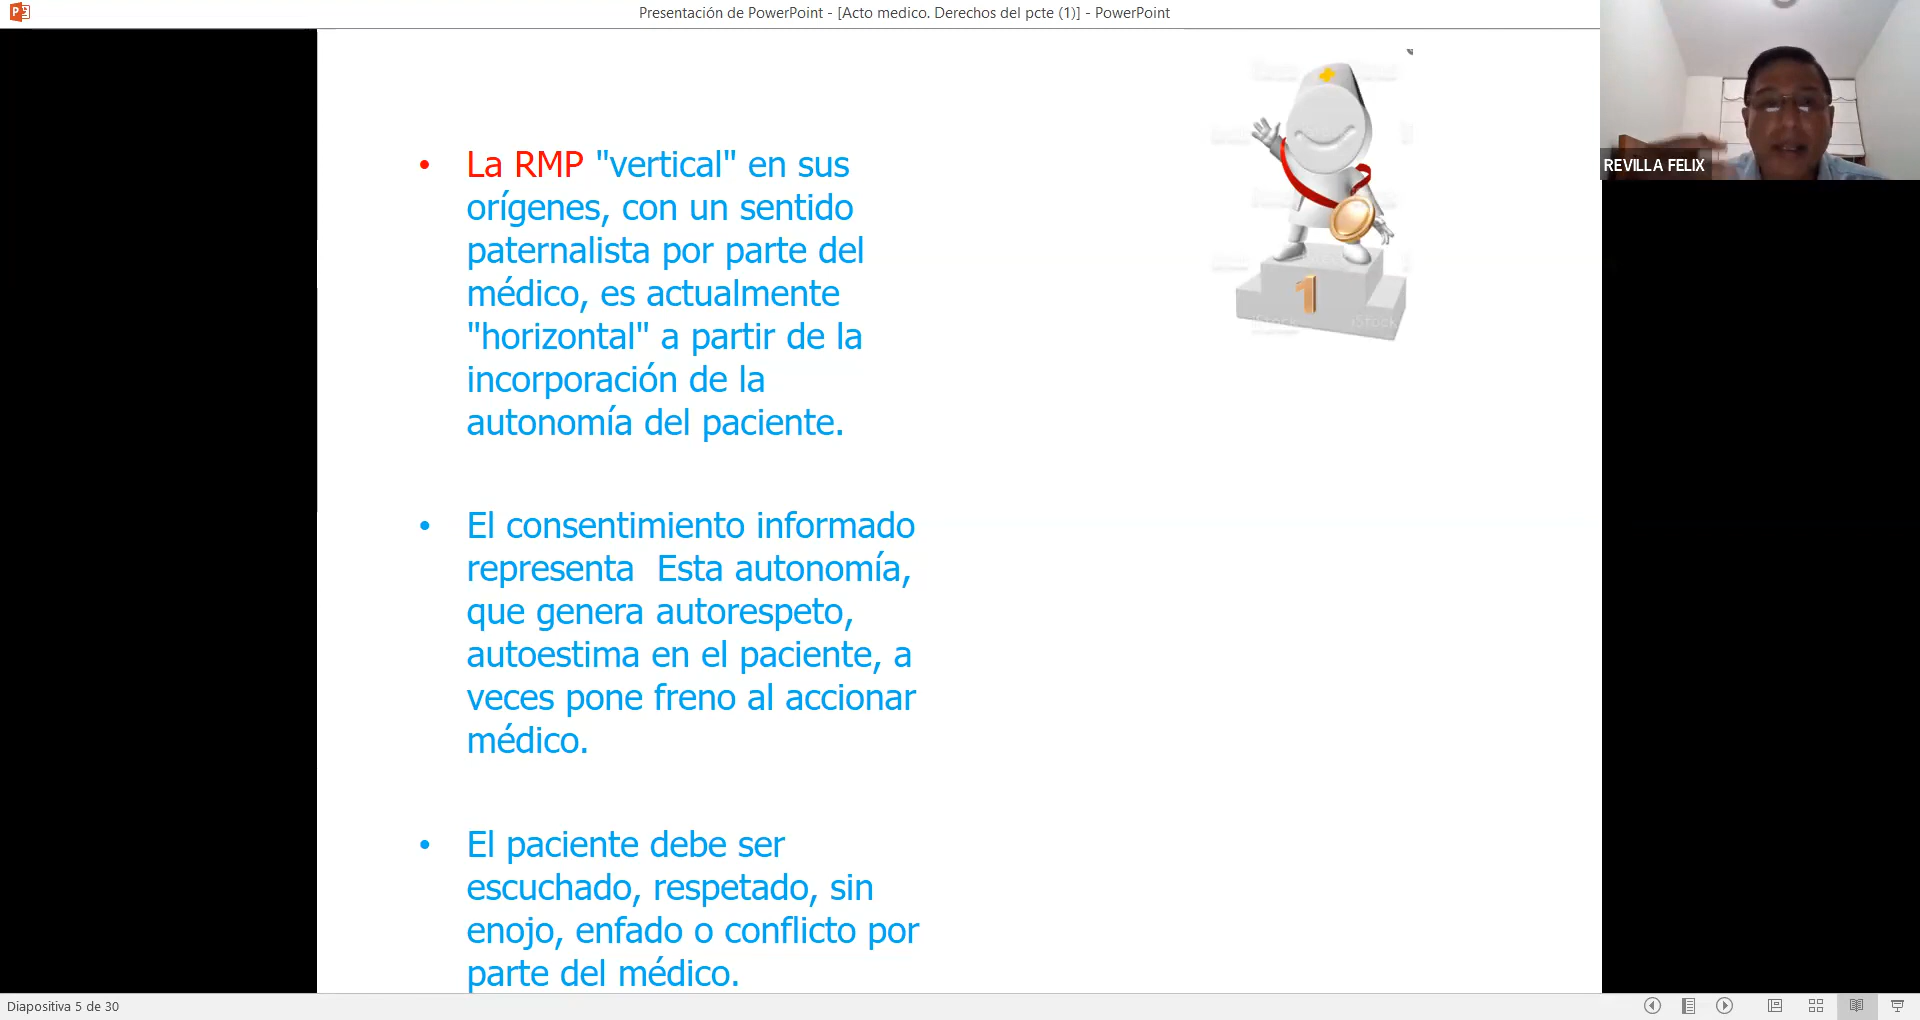 Presentación de PowerPoint - [Acto medico. Derechos del pcte (1)] - PowerPoint
REVILLA FELIX
• La RMP "vertical" en sus
orígenes, con un sentido
paternalista por parte del
médico, es actualmente
"horizontal" a partir de la
incorporación de la
autonomía del paciente.
1
iStock
• El consentimiento informado
representa  Esta autonomía,
que genera autorespeto,
autoestima en el paciente, a
veces pone freno al accionar
médico.
• El paciente debe ser
escuchado, respetado, sin
enojo, enfado o conflicto por
parte del médico.
Diapositiva 5 de 30